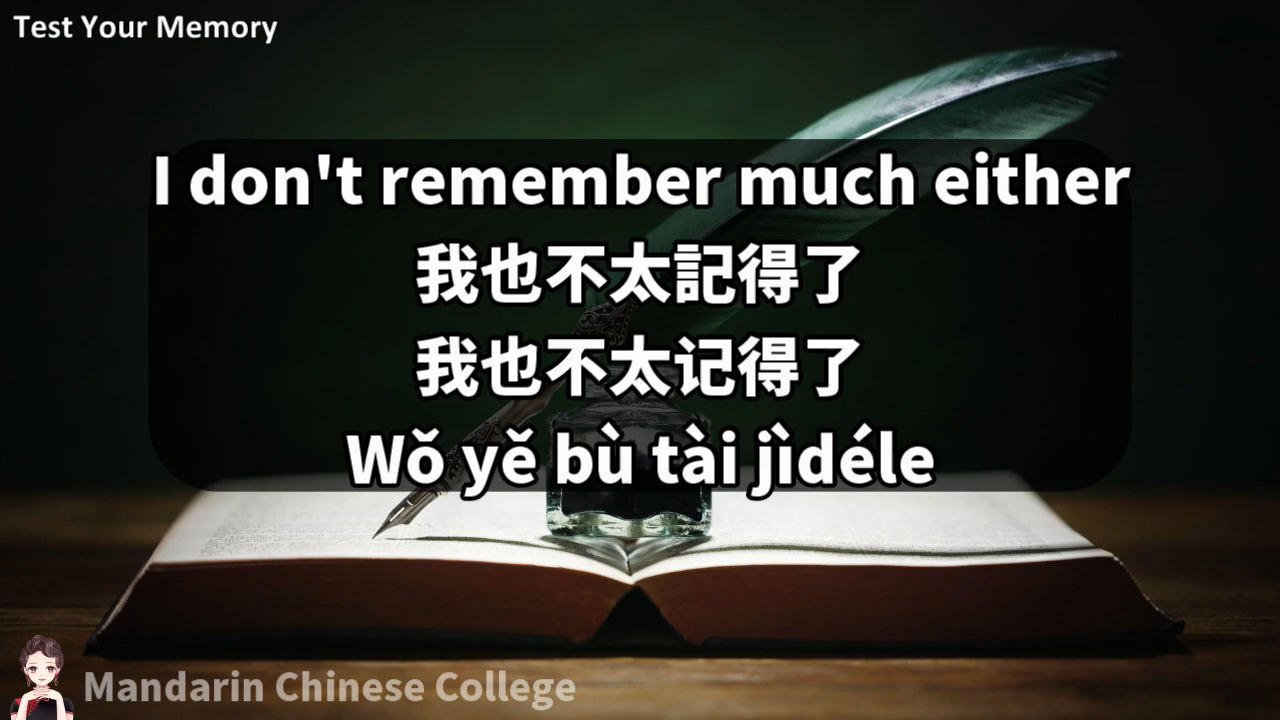 Test Your Memory
I don't remember much either
我也不太記得了
我也不太记得了
Wǒ yě bù tài jìdéle
Mandarin Chinese College